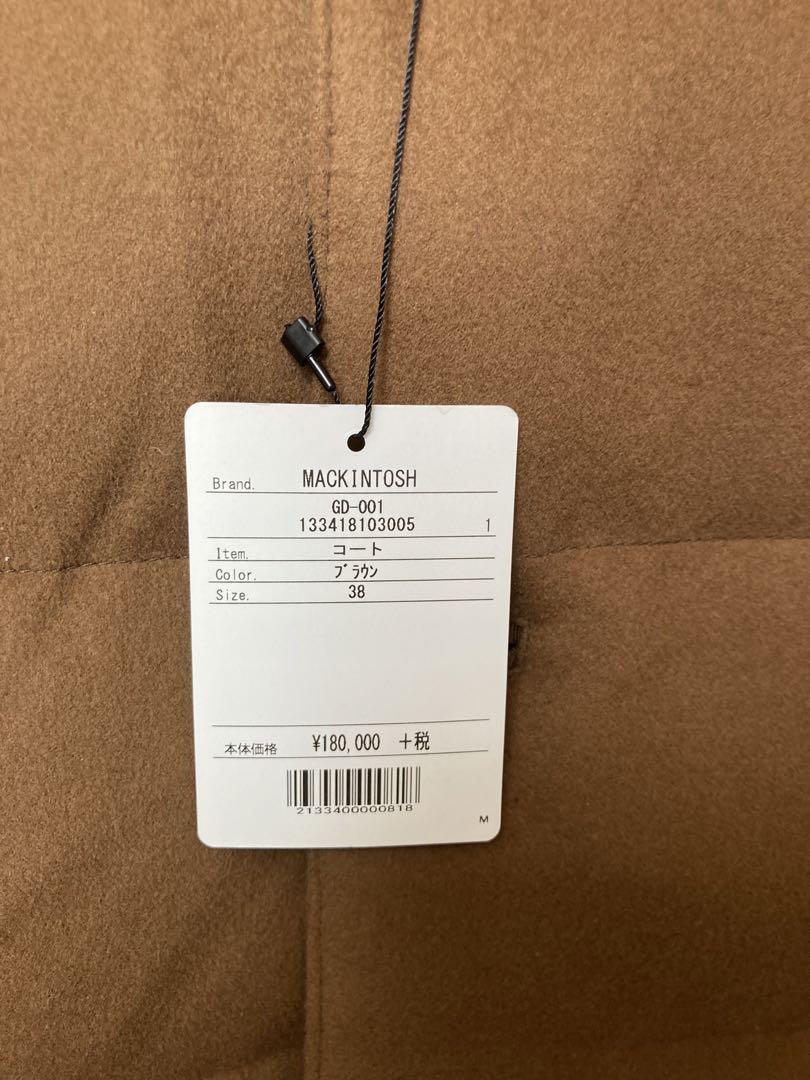 Brand. MACKINTOSH
GD-001
133418103005 1
Item. コート
Color. ﾌﾞﾗｳﾝ
Size. 38
本体価格 ¥180,000 +税
2133400000818
M